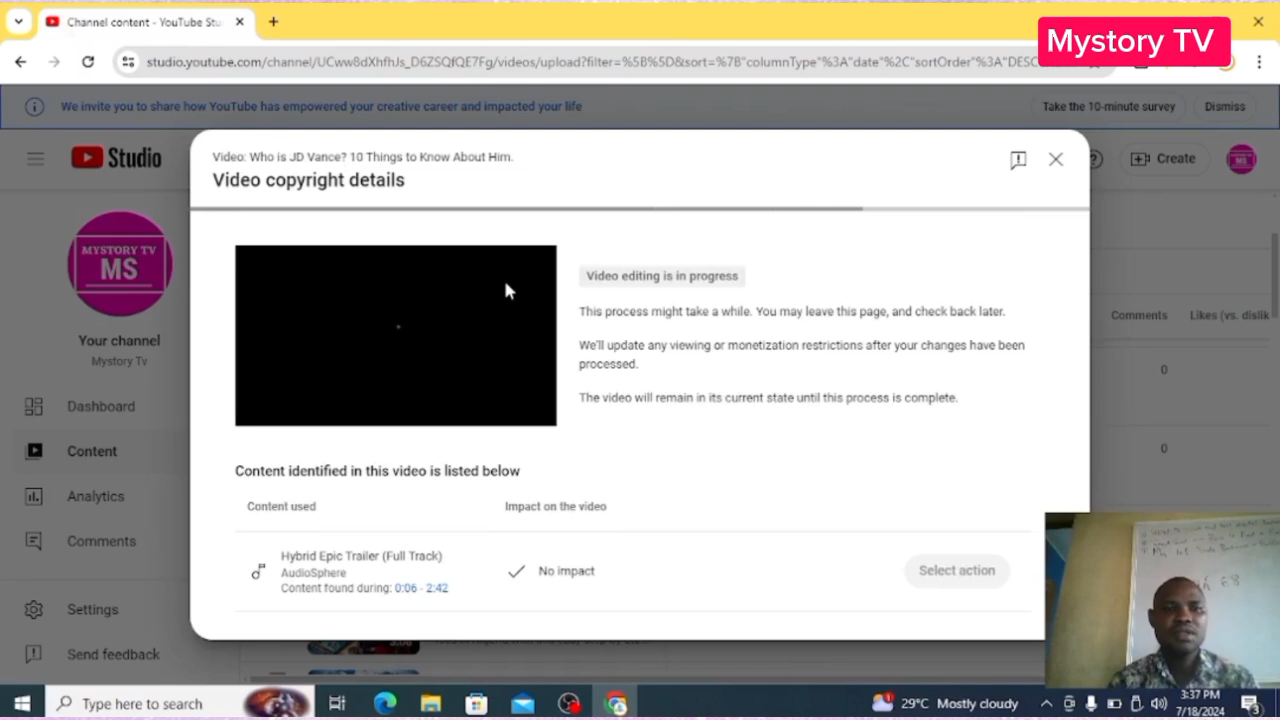 Channel content - YouTube Stu
Mystory TV
studio.youtube.com/channel/UCww8dXhfhJs_D6ZSQfQE7Fg/videos/upload?filter=%5B%5D&sort=%7B"columnType"%3A"date"%2C"sortOrder"%3A"DESC
We invite you to share how YouTube has empowered your creative career and impacted your life
Take the 10-minute survey
Dismiss
Studio
Create
MS
Video: Who is JD Vance? 10 Things to Know About Him.
Video copyright details
MYSTORY TV
MS
Your channel
Mystory Tv
Dashboard
Content
Analytics
Comments
Settings
Send feedback
Video editing is in progress
This process might take a while. You may leave this page, and check back later.
We'll update any viewing or monetization restrictions after your changes have been
processed.
The video will remain in its current state until this process is complete.
Comments
Likes (vs. dislik
0
0
Content identified in this video is listed below
Content used
Impact on the video
Hybrid Epic Trailer (Full Track)
AudioSphere
Content found during: 0:06 - 2:42
No impact
Select action
Type here to search
29°C Mostly cloudy
3:37 PM
7/18/2024
3